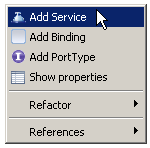 Add Service
Add Binding
Add PortType
Show properties
Refactor
References